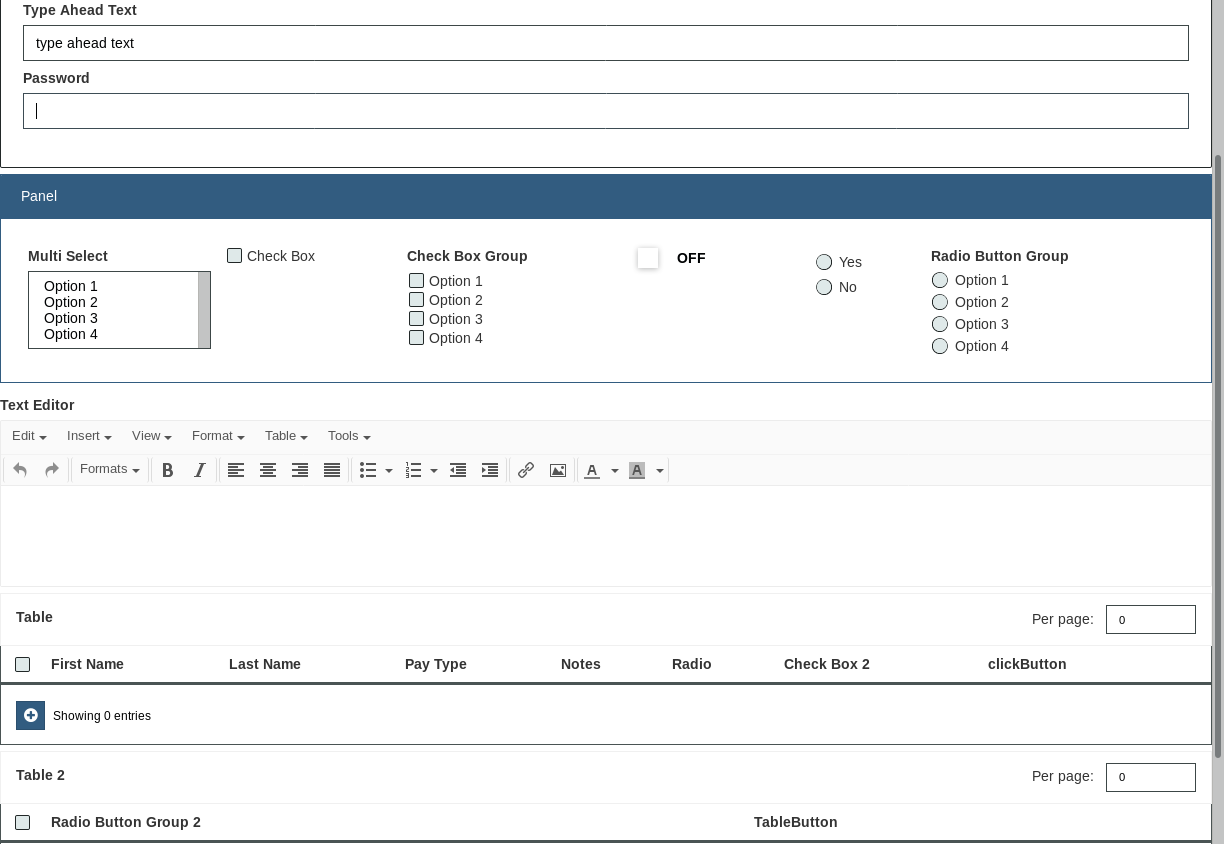 Type Ahead Text
type ahead text
Password
Panel
Multi Select
Option 1
Option 2
Option 3
Option 4
Check Box
Check Box Group
Option 1
Option 2
Option 3
Option 4
OFF
Yes
No
Radio Button Group
Option 1
Option 2
Option 3
Option 4
Text Editor
Edit Insert View Format Table Tools
Formats B I A A
Table Per page: 0
First Name Last Name Pay Type Notes Radio Check Box 2 clickButton
Showing 0 entries
Table 2 Per page: 0
Radio Button Group 2 TableButton